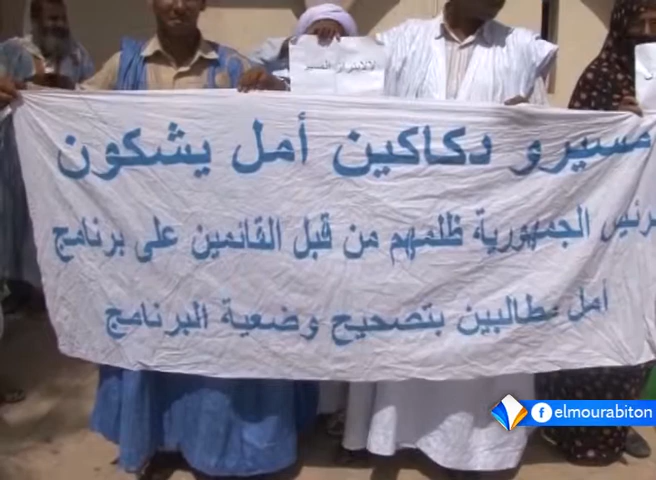 مسيرو دكاكين أمل يشكون
لرئيس الجمهورية ظلمهم من قبل القائمين على برنامج
أمل مطالبين بتصحيح وضعية البرنامج
elmourabiton